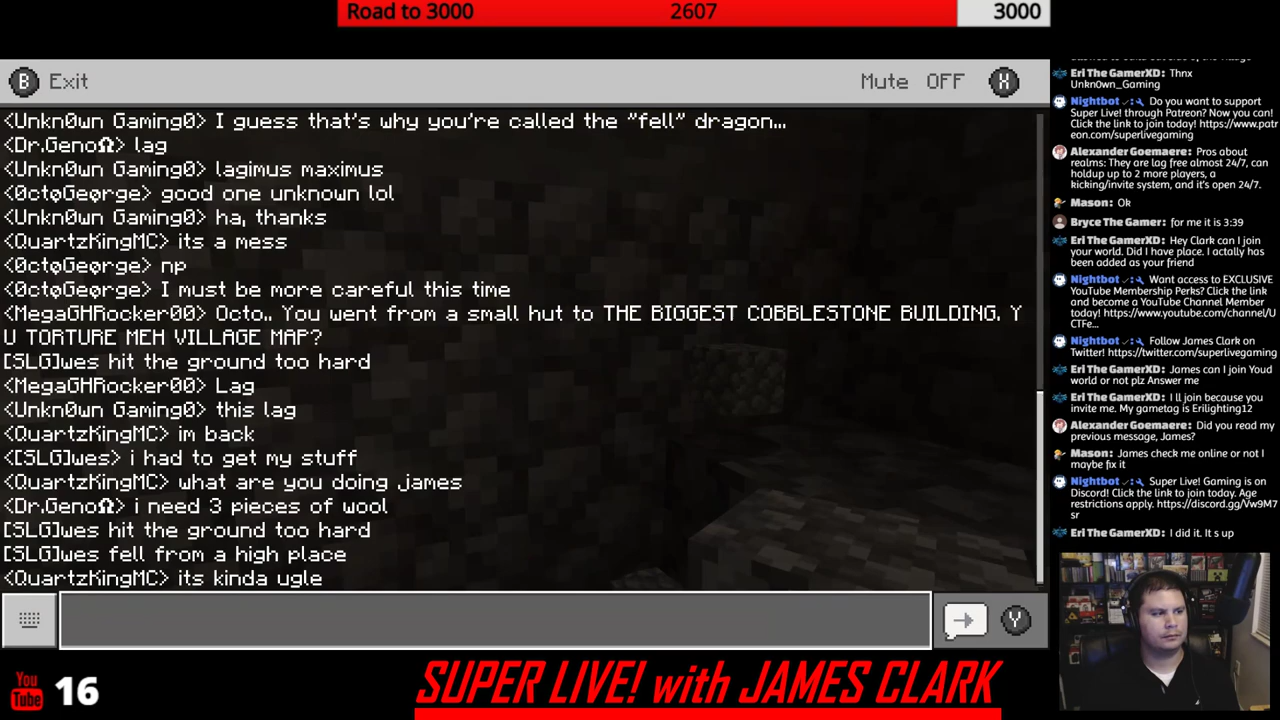 Road to 3000 2607 3000
B Exit Mute OFF X
<Unkn0wn Gaming0> I guess that's why you're called the "fell" dragon...
<Dr.GenoΩ> lag
<Unkn0wn Gaming0> lagimus maximus
<0ctφGeφrge> good one unknown lol
<Unkn0wn Gaming0> ha, thanks
<QuartzKingMC> its a mess
<0ctφGeφrge> np
<0ctφGeφrge> I must be more careful this time
<MegaGHRocker00> Octo.. You went from a small hut to THE BIGGEST COBBLESTONE BUILDING. Y
U TORTURE MEH VILLAGE MAP?
[SLG]wes hit the ground too hard
<MegaGHRocker00> Lag
<Unkn0wn Gaming0> this lag
<QuartzKingMC> im back
<[SLG]wes> i had to get my stuff
<QuartzKingMC> what are you doing james
<Dr.GenoΩ> i need 3 pieces of wool
[SLG]wes hit the ground too hard
[SLG]wes fell from a high place
<QuartzKingMC> its kinda ugle
Y
Eri The GamerXD: Thnx
Unkn0wn_Gaming
Nightbot: Do you want to support
Super Live! through Patreon? Now you can!
Click the link to join today! https://www.patr
eon.com/superlivegaming
Alexander Goemaere: Pros about
realms: They are lag free almost 24/7, can
holdup up to 2 more players, a
kicking/invite system, and it's open 24/7.
Mason: Ok
Bryce The Gamer: for me it is 3:39
Eri The GamerXD: Hey Clark can I join
your world. Did I have place. I actally has
been added as your friend
Nightbot: Want access to EXCLUSIVE
YouTube Membership Perks? Click the link
and become a YouTube Channel Member
today! https://www.youtube.com/channel/U
CTFe...
Nightbot: Follow James Clark on
Twitter! https://twitter.com/superlivegaming
Eri The GamerXD: James can I join Youd
world or not plz Answer me
Eri The GamerXD: I ll join because you
invite me. My gametag is Erilighting12
Alexander Goemaere: Did you read my
previous message, James?
Mason: James check me online or not I
maybe fix it
Nightbot: Super Live! Gaming is on
Discord! Click the link to join today. Age
restrictions apply. https://discord.gg/Vw9M7
sr
Eri The GamerXD: I did it. It s up
You
Tube 16
SUPER LIVE! with JAMES CLARK